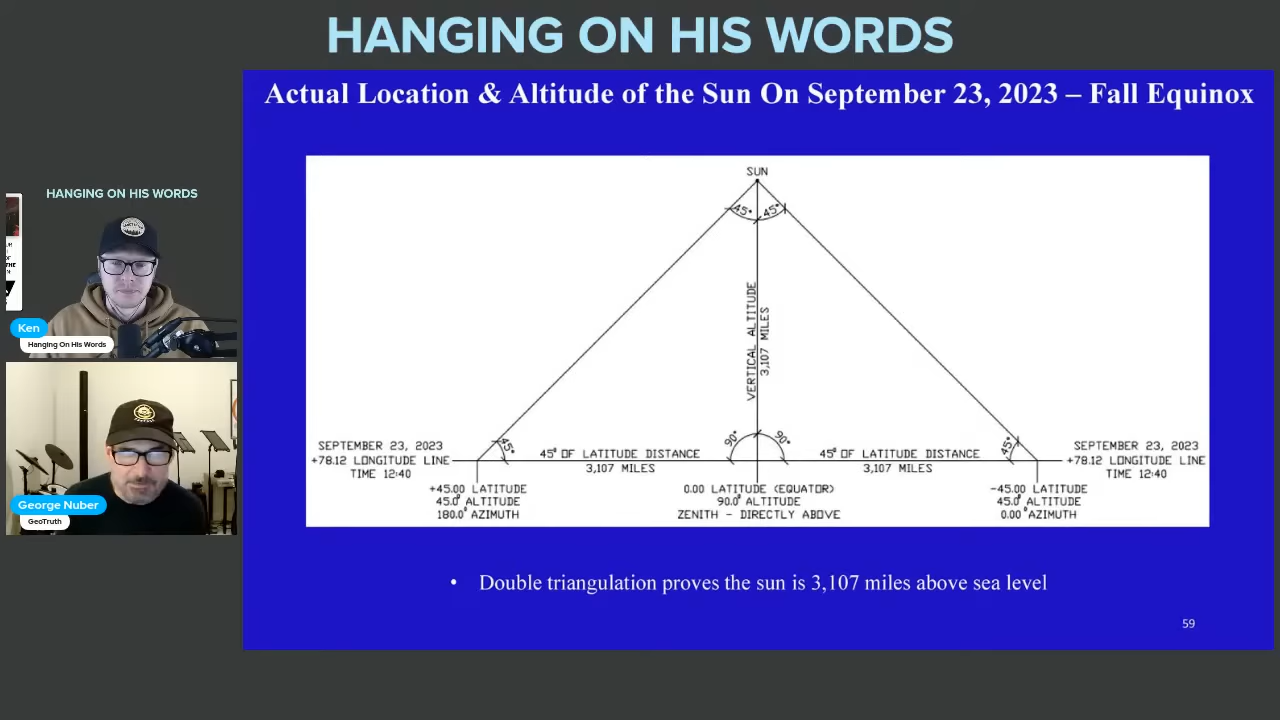 HANGING ON HIS WORDS
Actual Location & Altitude of the Sun On September 23, 2023 – Fall Equinox
HANGING ON HIS WORDS
Ken
Hanging On His Words
George Nuber
GeoTruth
SUN
45° 45°
VERTICAL ALTITUDE
3,107 MILES
90° 90°
45° 45°
SEPTEMBER 23, 2023
+78.12 LONGITUDE LINE
TIME 12:40
45° OF LATITUDE DISTANCE
3,107 MILES
45° OF LATITUDE DISTANCE
3,107 MILES
SEPTEMBER 23, 2023
+78.12 LONGITUDE LINE
TIME 12:40
+45.00 LATITUDE
45.0° ALTITUDE
180.0° AZIMUTH
0.00 LATITUDE (EQUATOR)
90.0° ALTITUDE
ZENITH - DIRECTLY ABOVE
-45.00 LATITUDE
45.0° ALTITUDE
0.00° AZIMUTH
• Double triangulation proves the sun is 3,107 miles above sea level
59